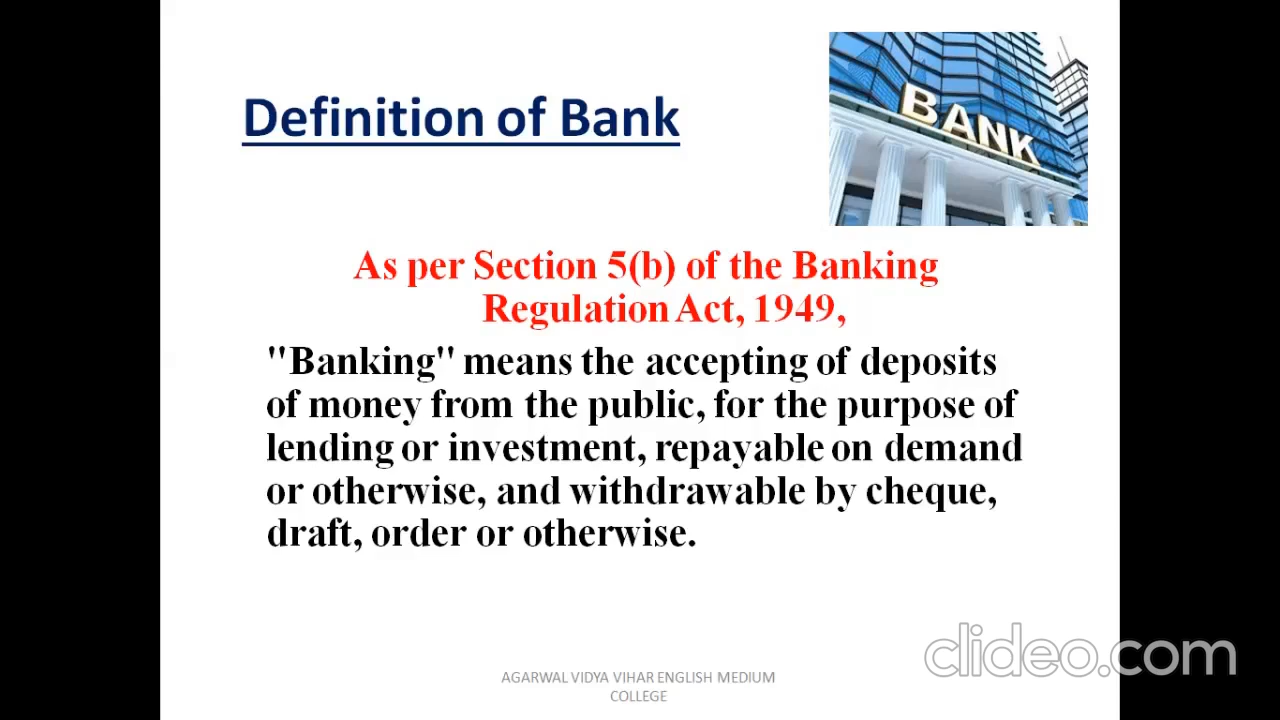 Definition of Bank
BANK
As per Section 5(b) of the Banking
Regulation Act, 1949,
"Banking" means the accepting of deposits
of money from the public, for the purpose of
lending or investment, repayable on demand
or otherwise, and withdrawable by cheque,
draft, order or otherwise.
clideo.com
AGARWAL VIDYA VIHAR ENGLISH MEDIUM
COLLEGE